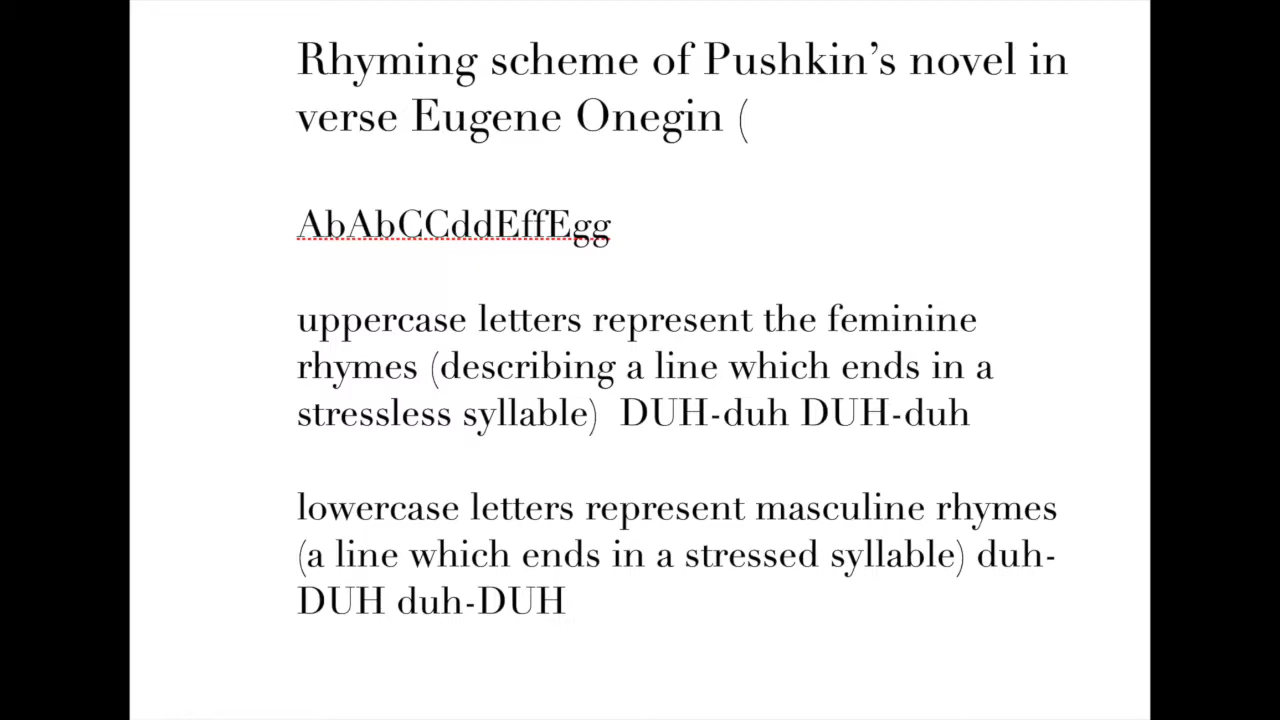 Rhyming scheme of Pushkin’s novel in
verse Eugene Onegin (
AbAbCCddEffEgg
uppercase letters represent the feminine
rhymes (describing a line which ends in a
stressless syllable)  DUH-duh DUH-duh
lowercase letters represent masculine rhymes
(a line which ends in a stressed syllable) duh-
DUH duh-DUH